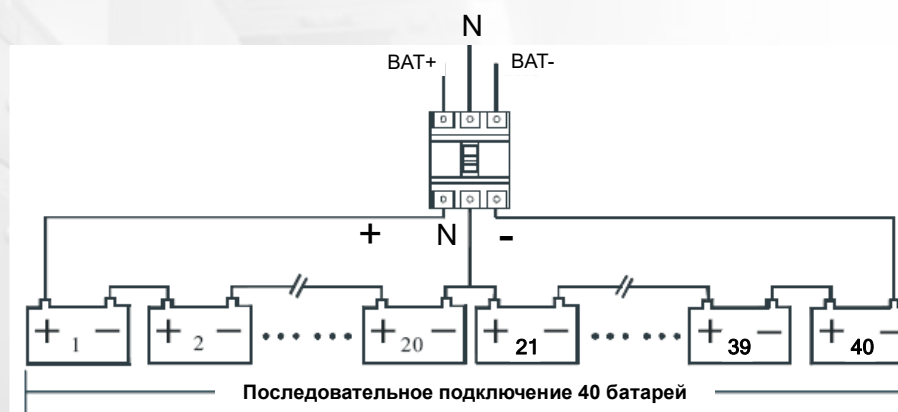 N
BAT+ BAT-
+ N -
+ 1 - + 2 - + 20 - + 21 - + 39 - + 40 -
Последовательное подключение 40 батарей